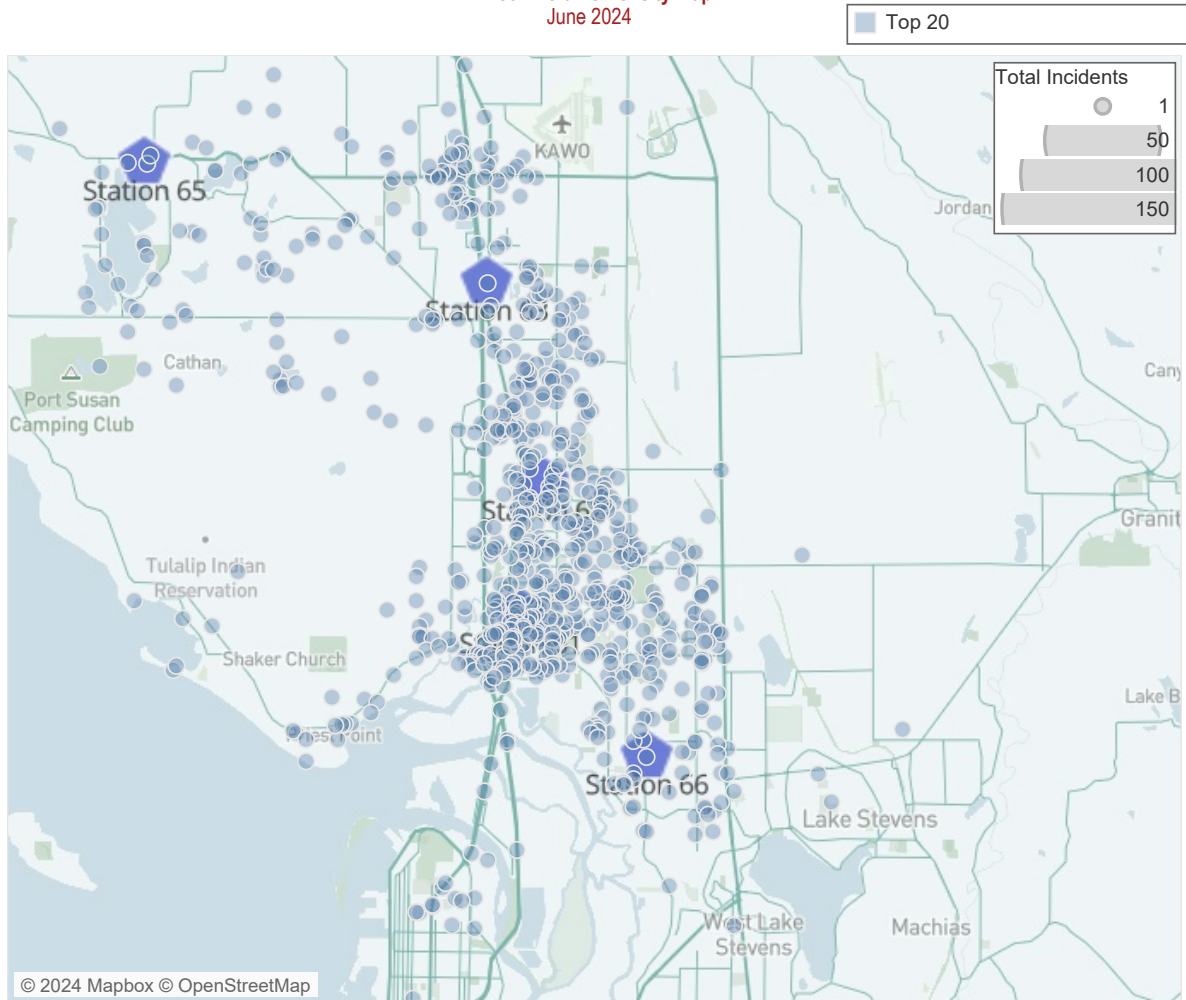 June 2024
Top 20
Total Incidents
1
50
100
150
KAWO
Station 65
Jordan
Station
Cathan
Port Susan
Camping Club
Tulalip Indian
Reservation
Shaker Church
Point
Station 66
Lake Stevens
West Lake
Stevens
Machias
Granit
Lake B
Cany
© 2024 Mapbox © OpenStreetMap